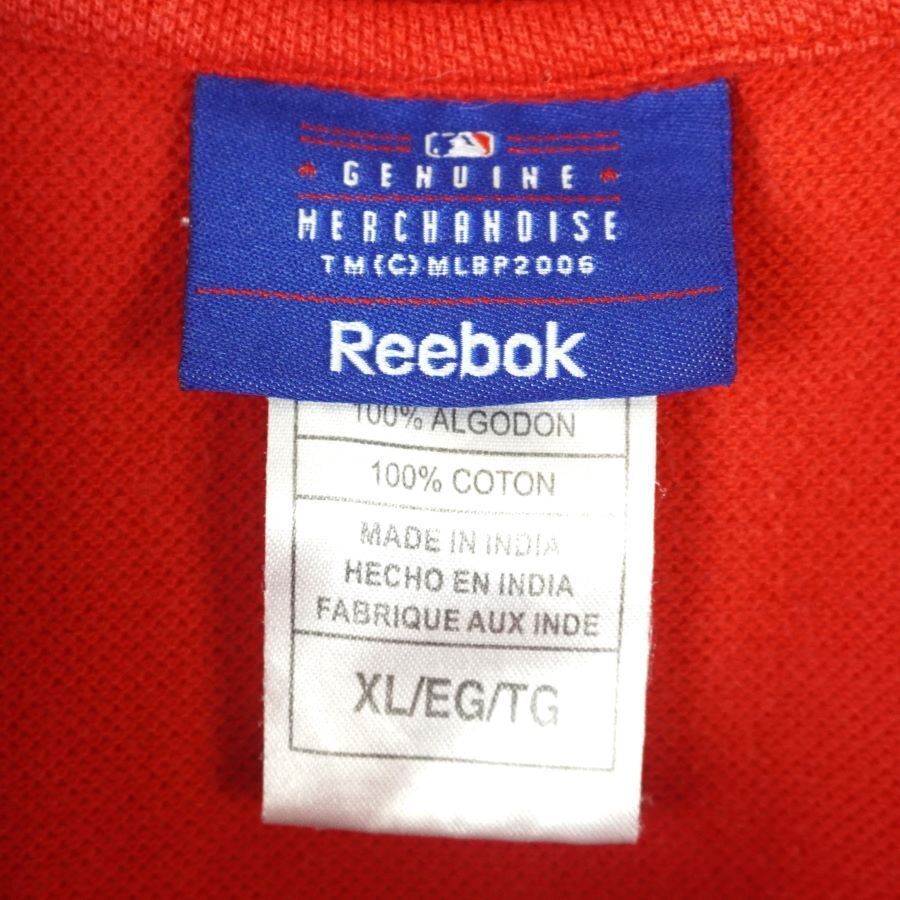 GENUINE
MERCHANDISE
TM(C)MLBP2006
Reebok
100% ALGODON
100% COTON
MADE IN INDIA
HECHO EN INDIA
FABRIQUE AUX INDE
XL/EG/TG